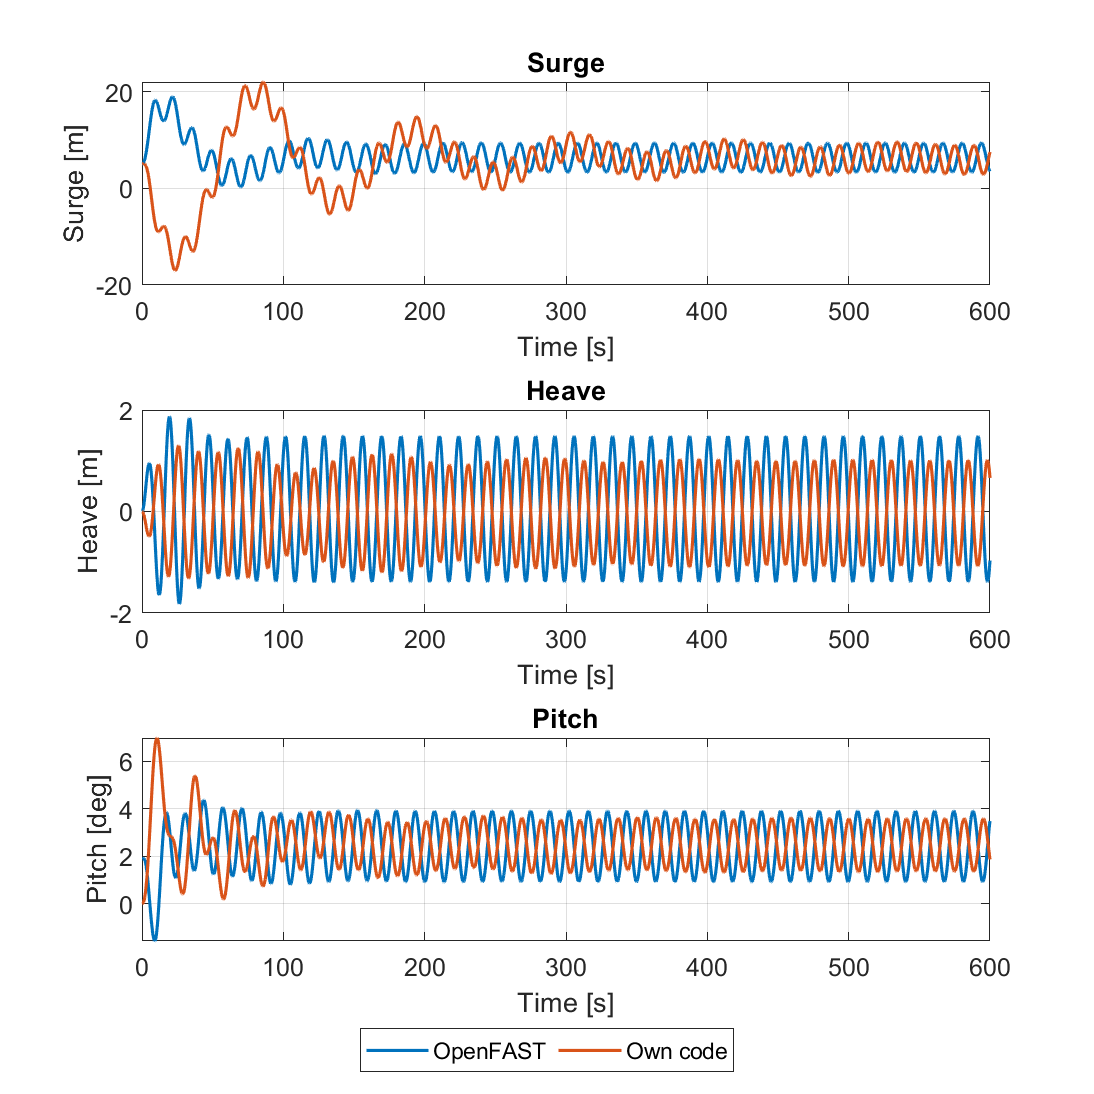 Surge
20
0
-20
Surge [m]
0 100 200 300 400 500 600
Time [s]
Heave
2
0
-2
Heave [m]
0 100 200 300 400 500 600
Time [s]
Pitch
6
4
2
0
Pitch [deg]
0 100 200 300 400 500 600
Time [s]
OpenFAST Own code